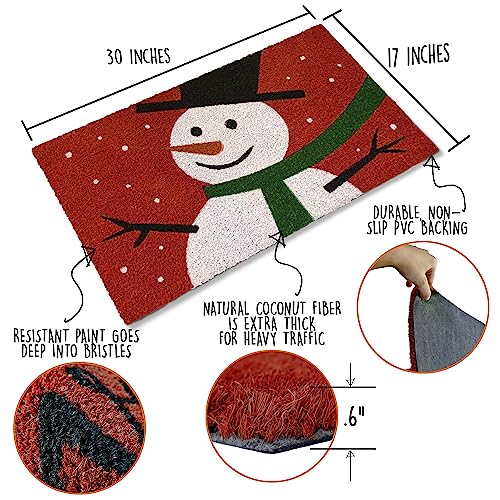 30 INCHES
17 INCHES
DURABLE, NON-
SLIP PVC BACKING
NATURAL COCONUT FIBER
IS EXTRA THICK
FOR HEAVY TRAFFIC
RESISTANT PAINT GOES
DEEP INTO BRISTLES
.6"